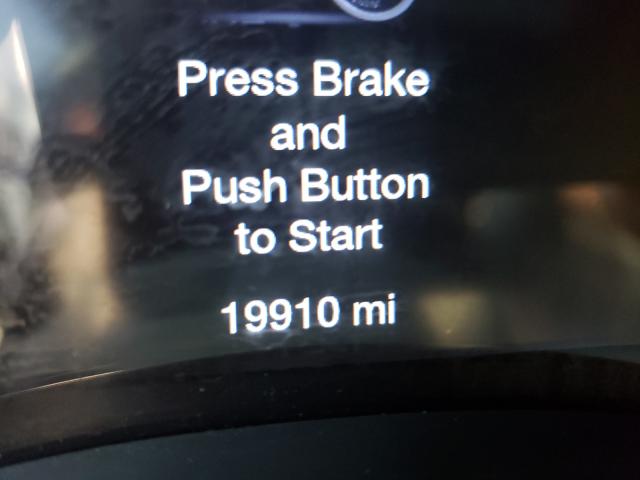 Press Brake
and
Push Button
to Start
19910 mi